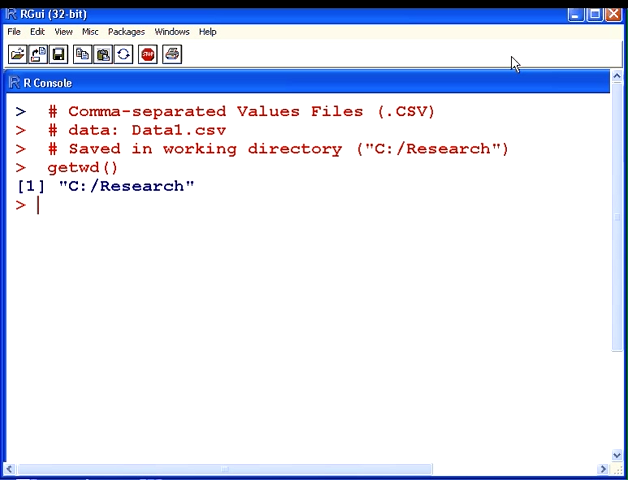 RGui (32-bit)
File Edit View Misc Packages Windows Help
STOP
R Console
> # Comma-separated Values Files (.CSV)
> # data: Data1.csv
> # Saved in working directory ("C:/Research")
> getwd()
[1] "C:/Research"
>